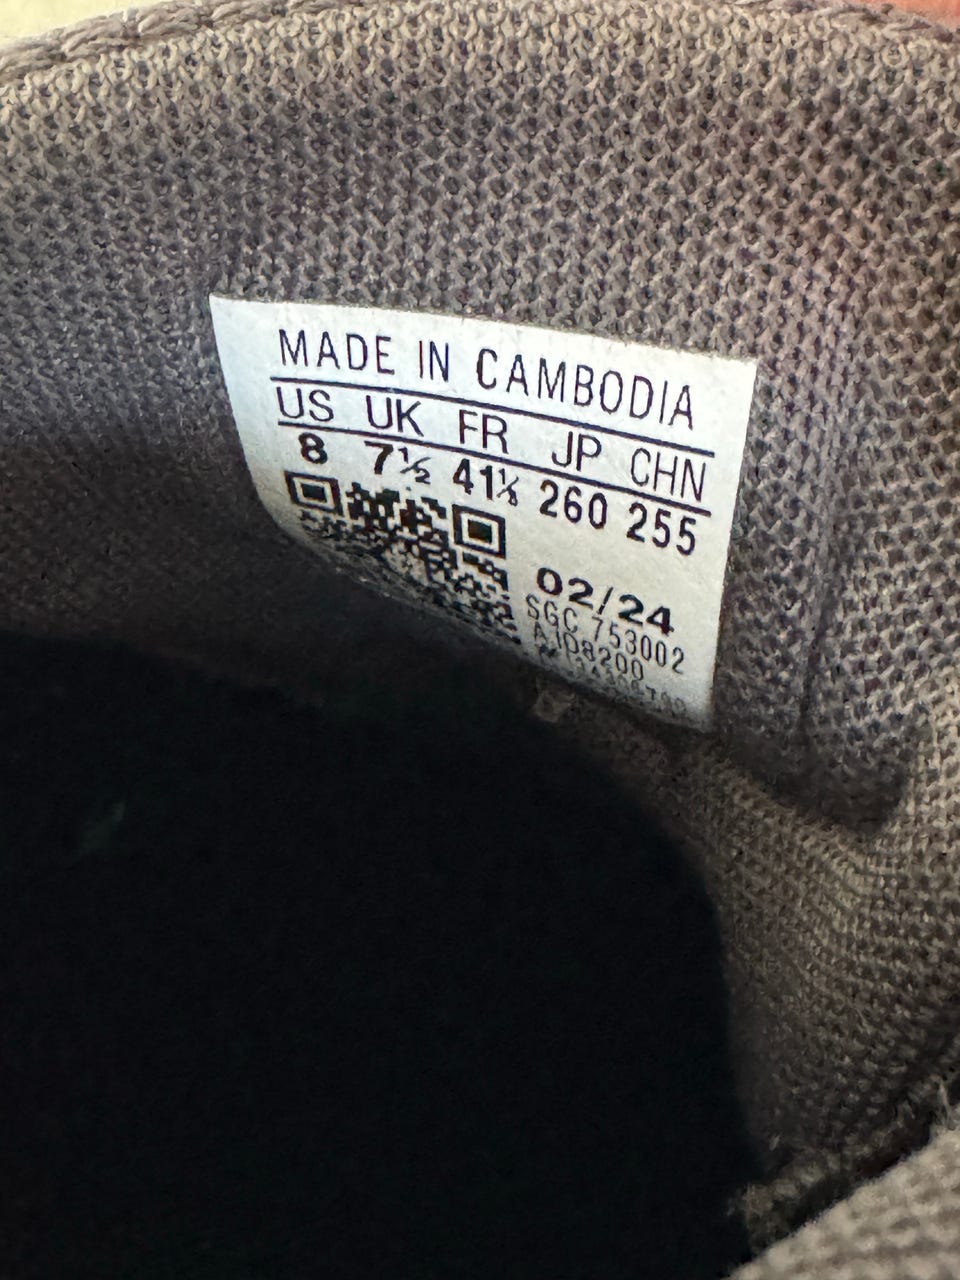 MADE IN CAMBODIA
US UK FR JP CHN
8 7½ 41⅓ 260 255
02/24
SGC 753002